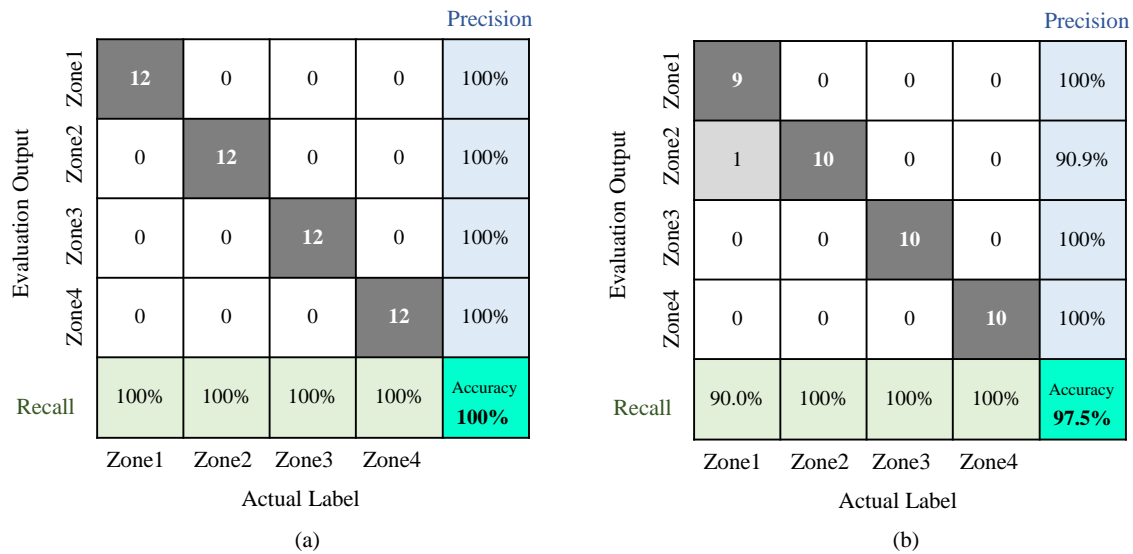 Precision
Evaluation Output
Zone1
12 0 0 0 100%
Zone2
0 12 0 0 100%
Zone3
0 0 12 0 100%
Zone4
0 0 0 12 100%
Recall
100% 100% 100% 100%
Accuracy
100%
Zone1 Zone2 Zone3 Zone4
Actual Label
(a)
Precision
Evaluation Output
Zone1
9 0 0 0 100%
Zone2
1 10 0 0 90.9%
Zone3
0 0 10 0 100%
Zone4
0 0 0 10 100%
Recall
90.0% 100% 100% 100%
Accuracy
97.5%
Zone1 Zone2 Zone3 Zone4
Actual Label
(b)